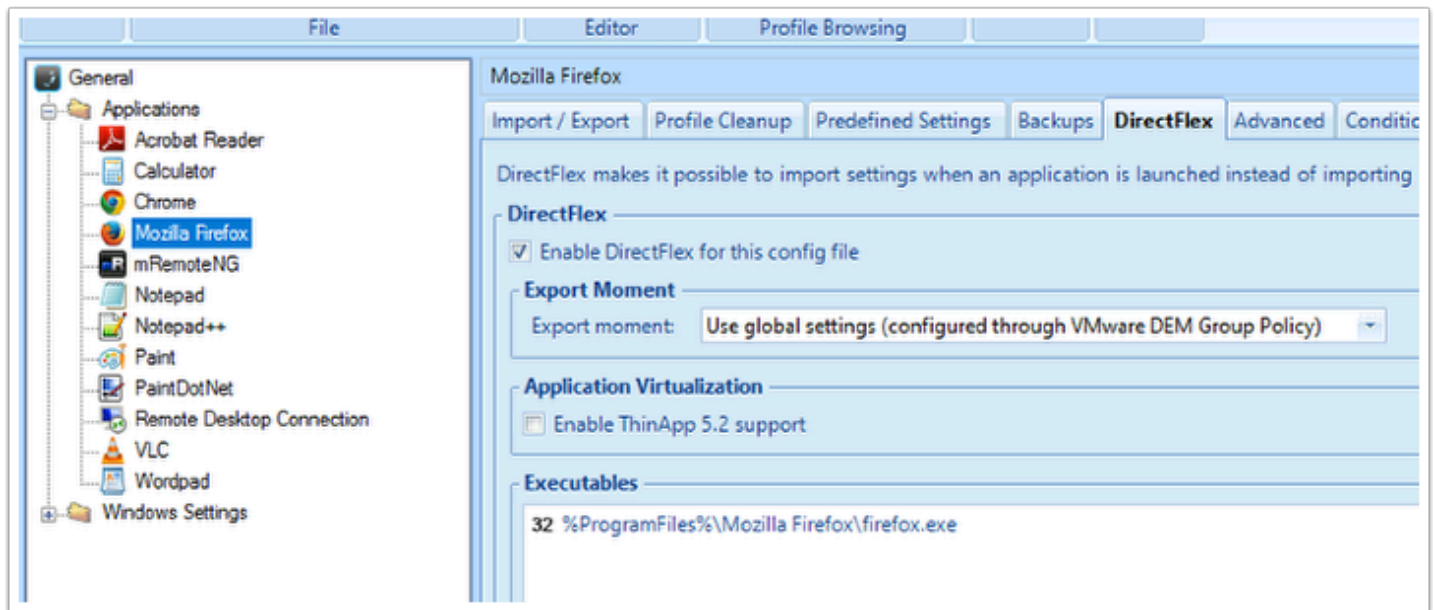 File Editor Profile Browsing
General
Applications
Acrobat Reader
Calculator
Chrome
Mozilla Firefox
mRemoteNG
Notepad
Notepad++
Paint
PaintDotNet
Remote Desktop Connection
VLC
Wordpad
Windows Settings
Mozilla Firefox
Import / Export Profile Cleanup Predefined Settings Backups DirectFlex Advanced Conditic
DirectFlex makes it possible to import settings when an application is launched instead of importing
DirectFlex
Enable DirectFlex for this config file
Export Moment
Export moment: Use global settings (configured through VMware DEM Group Policy)
Application Virtualization
Enable ThinApp 5.2 support
Executables
32 %ProgramFiles%\Mozilla Firefox\firefox.exe